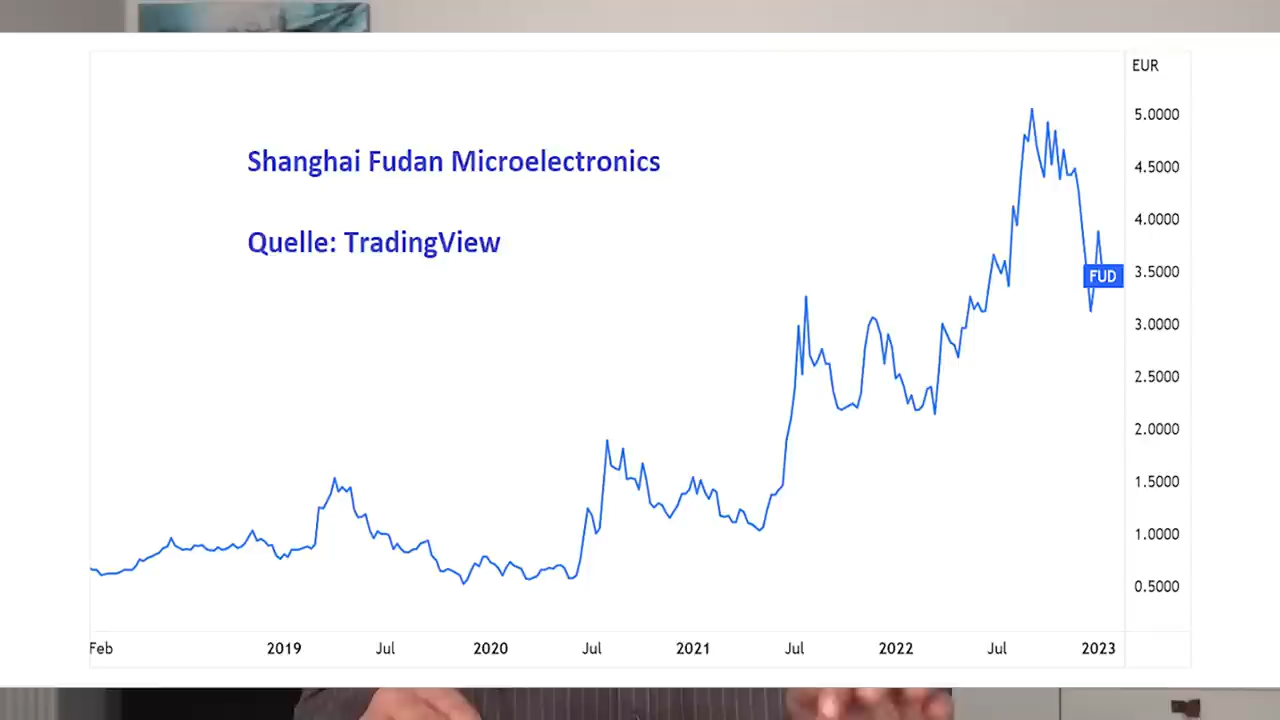 EUR
5.0000
Shanghai Fudan Microelectronics
4.5000
4.0000
Quelle: TradingView
FUD
3.5000
3.0000
2.5000
2.0000
1.5000
1.0000
0.5000
Feb 2019 Jul 2020 Jul 2021 Jul 2022 Jul 2023